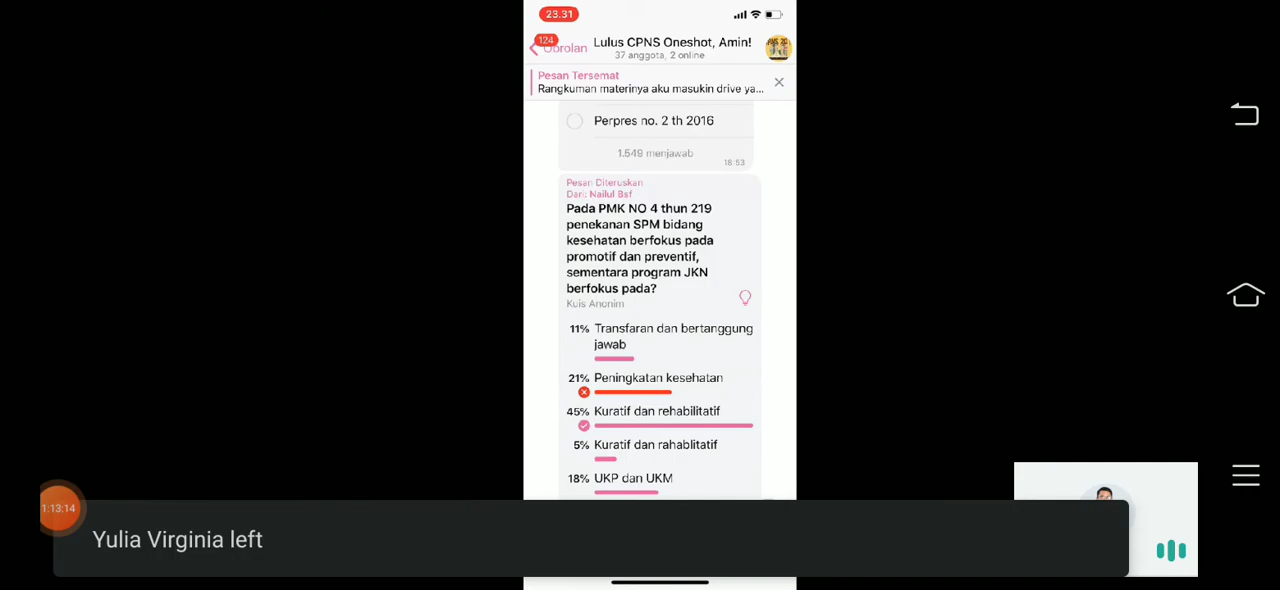 23.31
124
Obrolan
Lulus CPNS Oneshot, Amin!
37 anggota, 2 online
Pesan Tersemat
Rangkuman materinya aku masukin drive ya...
Perpres no. 2 th 2016
1.549 menjawab
18:53
Pesan Diteruskan
Dari: Nailul Bsf
Pada PMK NO 4 thun 219
penekanan SPM bidang
kesehatan berfokus pada
promotif dan preventif,
sementara program JKN
berfokus pada?
Kuis Anonim
11% Transfaran dan bertanggung
jawab
21% Peningkatan kesehatan
45% Kuratif dan rehabilitatif
5% Kuratif dan rahablitatif
18% UKP dan UKM
1:13:14
Yulia Virginia left